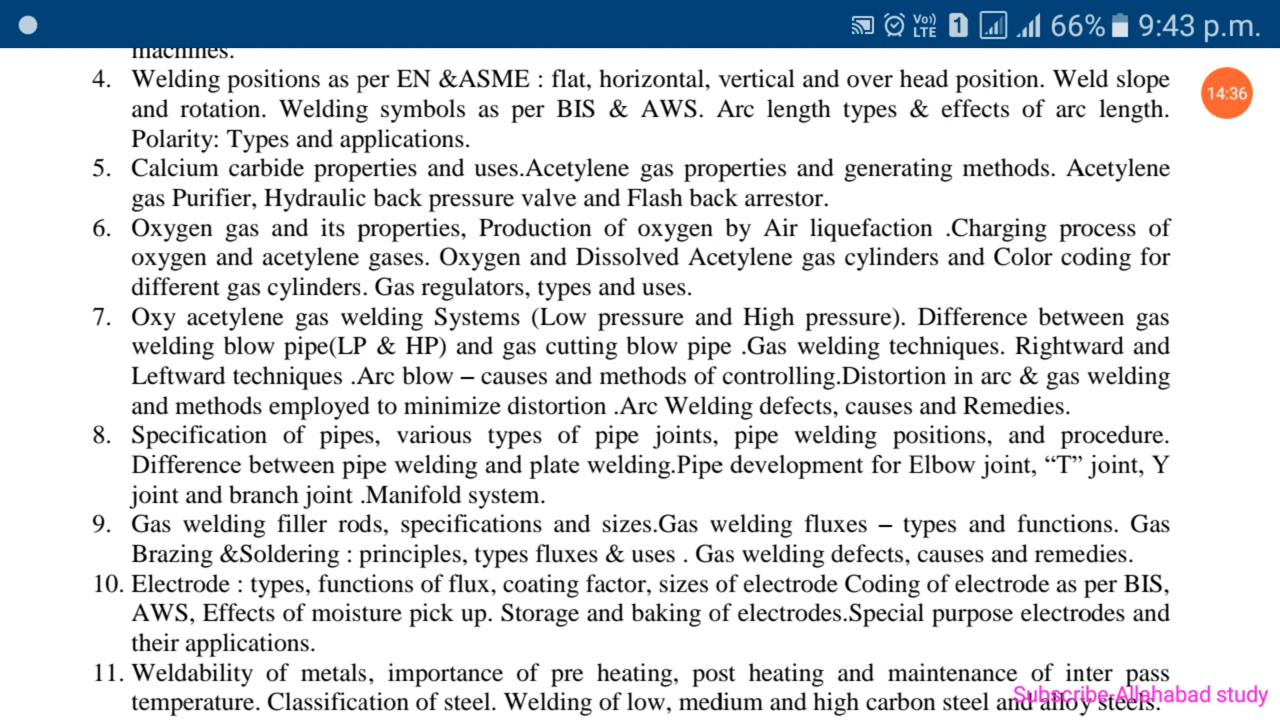 Vo))
LTE 1 66% 9:43 p.m.
machines.
4. Welding positions as per EN &ASME : flat, horizontal, vertical and over head position. Weld slope
and rotation. Welding symbols as per BIS & AWS. Arc length types & effects of arc length.
Polarity: Types and applications.
14:36
5. Calcium carbide properties and uses.Acetylene gas properties and generating methods. Acetylene
gas Purifier, Hydraulic back pressure valve and Flash back arrestor.
6. Oxygen gas and its properties, Production of oxygen by Air liquefaction .Charging process of
oxygen and acetylene gases. Oxygen and Dissolved Acetylene gas cylinders and Color coding for
different gas cylinders. Gas regulators, types and uses.
7. Oxy acetylene gas welding Systems (Low pressure and High pressure). Difference between gas
welding blow pipe(LP & HP) and gas cutting blow pipe .Gas welding techniques. Rightward and
Leftward techniques .Arc blow – causes and methods of controlling.Distortion in arc & gas welding
and methods employed to minimize distortion .Arc Welding defects, causes and Remedies.
8. Specification of pipes, various types of pipe joints, pipe welding positions, and procedure.
Difference between pipe welding and plate welding.Pipe development for Elbow joint, “T” joint, Y
joint and branch joint .Manifold system.
9. Gas welding filler rods, specifications and sizes.Gas welding fluxes – types and functions. Gas
Brazing &Soldering : principles, types fluxes & uses . Gas welding defects, causes and remedies.
10. Electrode : types, functions of flux, coating factor, sizes of electrode Coding of electrode as per BIS,
AWS, Effects of moisture pick up. Storage and baking of electrodes.Special purpose electrodes and
their applications.
11. Weldability of metals, importance of pre heating, post heating and maintenance of inter pass
temperature. Classification of steel. Welding of low, medium and high carbon steel and alloy steels.
Subscribe-Allahabad study